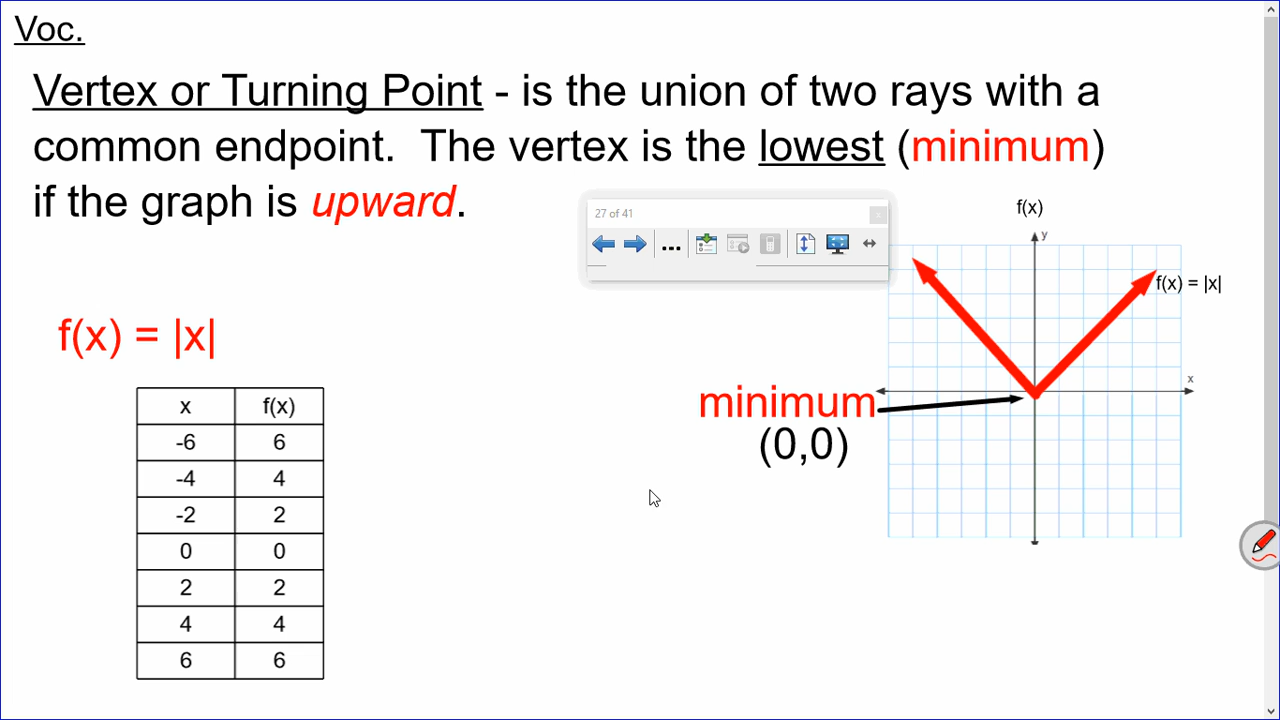 Voc.
Vertex or Turning Point - is the union of two rays with a
common endpoint. The vertex is the lowest (minimum)
if the graph is upward.
27 of 41
f(x)
y
f(x) = |x|
x
minimum
(0,0)
f(x) = |x|
x f(x)
-6 6
-4 4
-2 2
0 0
2 2
4 4
6 6